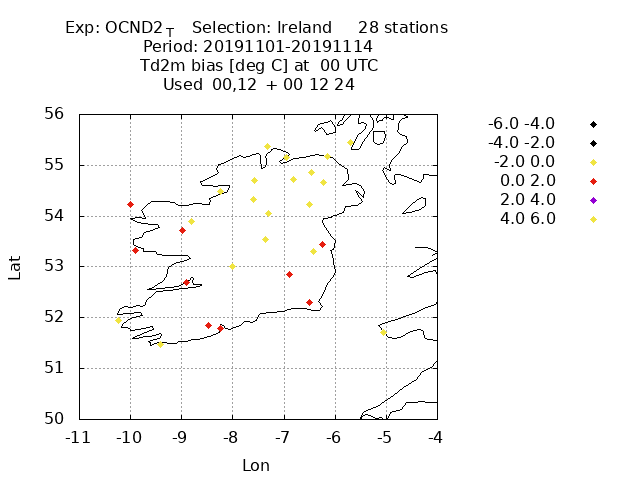 Exp: OCND2_T Selection: Ireland 28 stations
Period: 20191101-20191114
Td2m bias [deg C] at 00 UTC
Used 00,12 + 00 12 24
56
55
54
53
52
51
50
-11 -10 -9 -8 -7 -6 -5 -4
Lat
Lon
-6.0 -4.0
-4.0 -2.0
-2.0 0.0
0.0 2.0
2.0 4.0
4.0 6.0